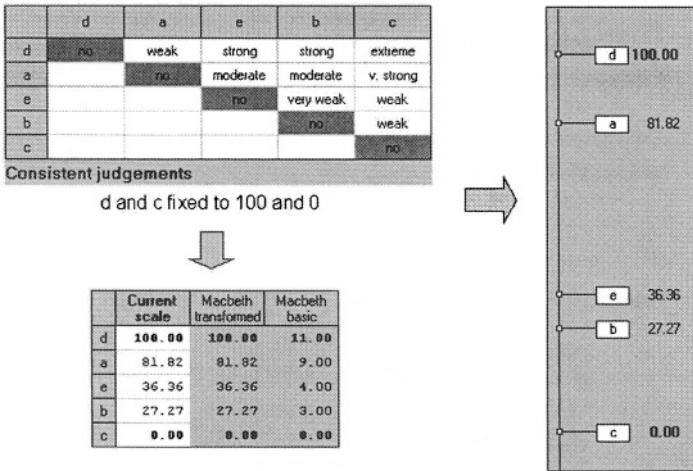 d a e b c
d no weak strong strong extreme
a no moderate moderate v. strong
e no very weak weak
b no weak
c no
Consistent judgements
d and c fixed to 100 and 0
Current scale Macbeth transformed Macbeth basic
d 100.00 100.00 11.00
a 81.82 81.82 9.00
e 36.36 36.36 4.00
b 27.27 27.27 3.00
c 0.00 0.00 0.00
d 100.00
a 81.82
e 36.36
b 27.27
c 0.00